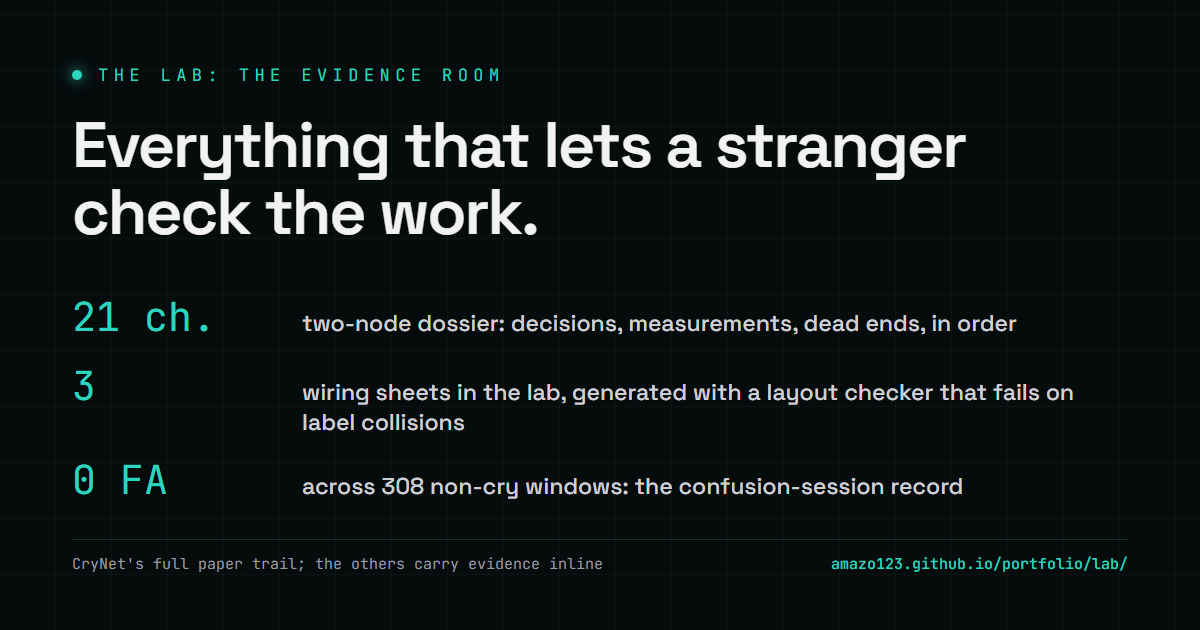 THE LAB: THE EVIDENCE ROOM
Everything that lets a stranger
check the work.
21 ch.
two-node dossier: decisions, measurements, dead ends, in order
3
wiring sheets in the lab, generated with a layout checker that fails on
label collisions
0 FA
across 308 non-cry windows: the confusion-session record
CryNet's full paper trail; the others carry evidence inline
amazo123.github.io/portfolio/lab/